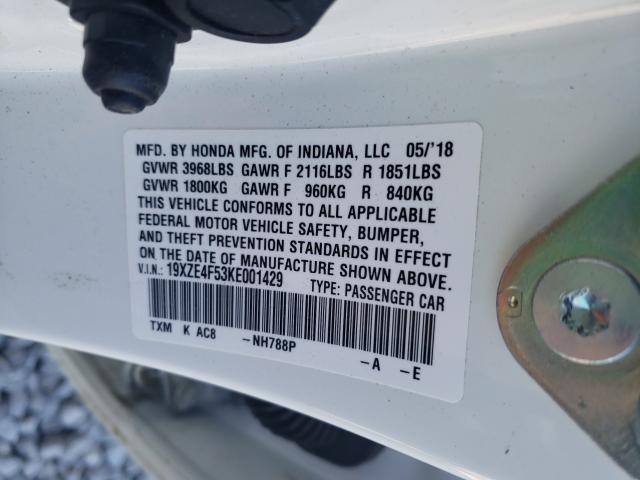 MFD. BY HONDA MFG. OF INDIANA, LLC 05/'18
GVWR 3968LBS GAWR F 2116LBS R 1851LBS
GVWR 1800KG GAWR F 960KG R 840KG
THIS VEHICLE CONFORMS TO ALL APPLICABLE
FEDERAL MOTOR VEHICLE SAFETY, BUMPER,
AND THEFT PREVENTION STANDARDS IN EFFECT
ON THE DATE OF MANUFACTURE SHOWN ABOVE.
V.I.N.: 19XZE4F53KE001429 TYPE: PASSENGER CAR
TXM K AC8 -NH788P -A -E